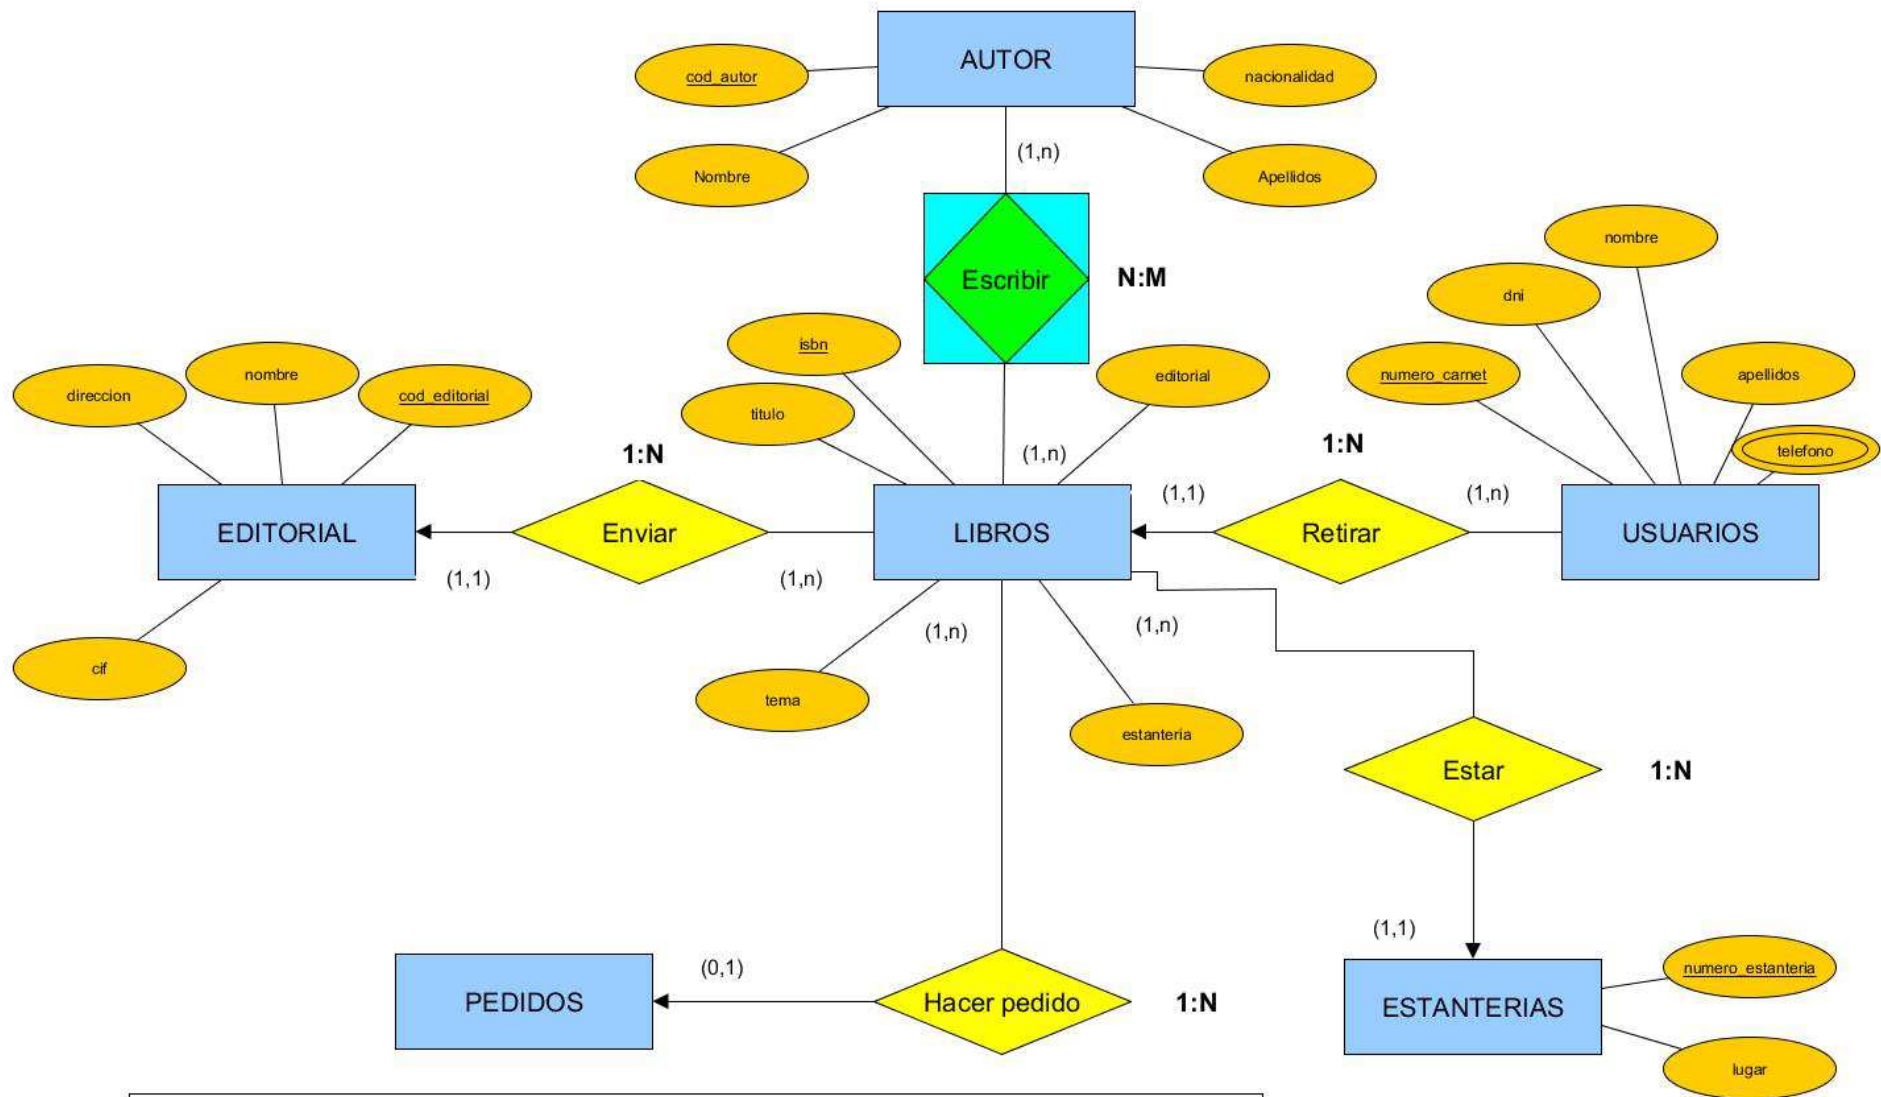 AUTOR
cod_autor
nacionalidad
Nombre
Apellidos
(1,n)
Escribir
N:M
nombre
dni
isbn
editorial
numero_carnet
apellidos
direccion
nombre
cod_editorial
titulo
telefono
1:N
(1,n)
1:N
(1,1)
(1,n)
EDITORIAL
Enviar
LIBROS
Retirar
USUARIOS
(1,1)
(1,n)
(1,n)
(1,n)
cif
tema
estanteria
Estar
1:N
(1,1)
(0,1)
numero_estanteria
PEDIDOS
Hacer pedido
1:N
ESTANTERIAS
lugar